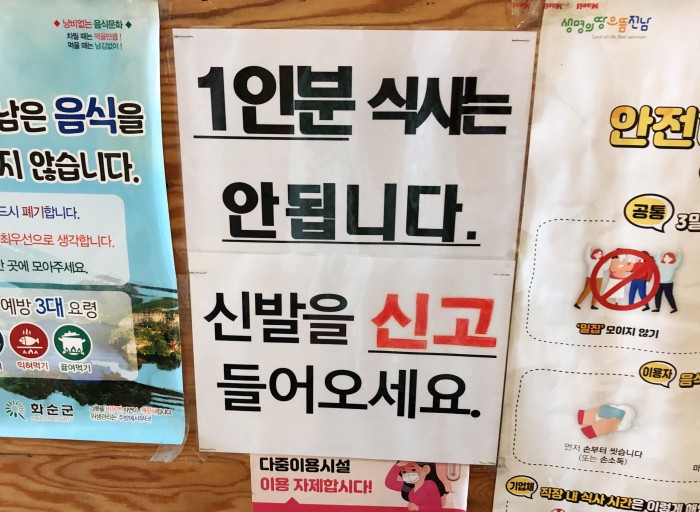 ◆ 낭비없는 음식문화 ◆
차릴 때는 먹을만큼!
먹을 때는 남김없이!
남은 음식을
지 않습니다.
드시 폐기합니다.
최우선으로 생각합니다.
한 곳에 모아주세요.
예방 3대 요령
익혀먹기
끓여먹기
화순군
1인분 식사는
안됩니다.
신발을 신고
들어오세요.
다중이용시설
이용 자제합시다!
생명의 땅 으뜸 전남
안전
공통
3밀
'밀집' 모이지 않기
이용자
음식
먼저 손부터 씻습니다
(또는 손소독)
기업체
직장 내 식사 시간은 이렇게